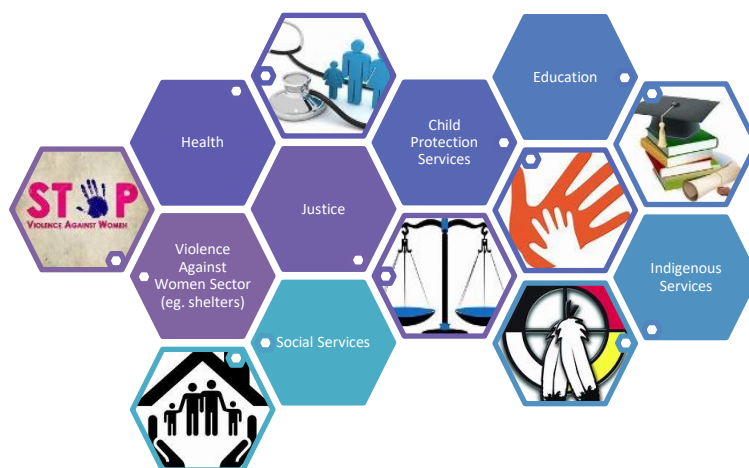 Education
Health
Child
Protection
Services
STOP
VIOLENCE AGAINST WOMEN
Justice
Violence
Against
Women Sector
(eg. shelters)
Indigenous
Services
Social Services